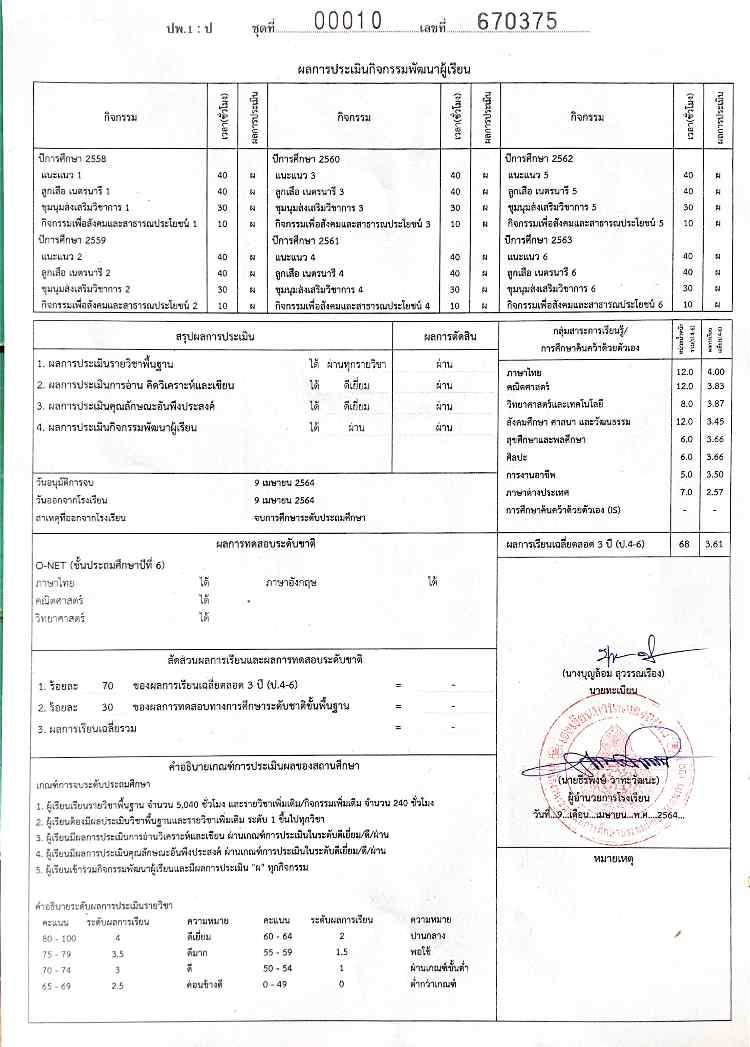 ปพ.1 : ป ชุดที่ 00010 เลขที่ 670375
ผลการประเมินกิจกรรมพัฒนาผู้เรียน
กิจกรรม เวลา(ชั่วโมง) ผลการประเมิน กิจกรรม เวลา(ชั่วโมง) ผลการประเมิน กิจกรรม เวลา(ชั่วโมง) ผลการประเมิน
ปีการศึกษา 2558 ปีการศึกษา 2560 ปีการศึกษา 2562
แนะแนว 1 40 ผ แนะแนว 3 40 ผ แนะแนว 5 40 ผ
ลูกเสือ เนตรนารี 1 40 ผ ลูกเสือ เนตรนารี 3 40 ผ ลูกเสือ เนตรนารี 5 40 ผ
ชุมนุมส่งเสริมวิชาการ 1 30 ผ ชุมนุมส่งเสริมวิชาการ 3 30 ผ ชุมนุมส่งเสริมวิชาการ 5 30 ผ
กิจกรรมเพื่อสังคมและสาธารณประโยชน์ 1 10 ผ กิจกรรมเพื่อสังคมและสาธารณประโยชน์ 3 10 ผ กิจกรรมเพื่อสังคมและสาธารณประโยชน์ 5 10 ผ
ปีการศึกษา 2559 ปีการศึกษา 2561 ปีการศึกษา 2563
แนะแนว 2 40 ผ แนะแนว 4 40 ผ แนะแนว 6 40 ผ
ลูกเสือ เนตรนารี 2 40 ผ ลูกเสือ เนตรนารี 4 40 ผ ลูกเสือ เนตรนารี 6 40 ผ
ชุมนุมส่งเสริมวิชาการ 2 30 ผ ชุมนุมส่งเสริมวิชาการ 4 30 ผ ชุมนุมส่งเสริมวิชาการ 6 30 ผ
กิจกรรมเพื่อสังคมและสาธารณประโยชน์ 2 10 ผ กิจกรรมเพื่อสังคมและสาธารณประโยชน์ 4 10 ผ กิจกรรมเพื่อสังคมและสาธารณประโยชน์ 6 10 ผ
สรุปผลการประเมิน ผลการตัดสิน
1. ผลการประเมินรายวิชาพื้นฐาน ได้ ผ่านทุกรายวิชา ผ่าน
2. ผลการประเมินการอ่าน คิดวิเคราะห์และเขียน ได้ ดีเยี่ยม ผ่าน
3. ผลการประเมินคุณลักษณะอันพึงประสงค์ ได้ ดีเยี่ยม ผ่าน
4. ผลการประเมินกิจกรรมพัฒนาผู้เรียน ได้ ผ่าน ผ่าน
วันอนุมัติการจบ 9 เมษายน 2564
วันออกจากโรงเรียน 9 เมษายน 2564
สาเหตุที่ออกจากโรงเรียน จบการศึกษาระดับประถมศึกษา
ผลการทดสอบระดับชาติ
O-NET (ชั้นประถมศึกษาปีที่ 6)
ภาษาไทย ได้ ภาษาอังกฤษ ได้
คณิตศาสตร์ ได้
วิทยาศาสตร์ ได้
สัดส่วนผลการเรียนและผลการทดสอบระดับชาติ
1. ร้อยละ 70 ของผลการเรียนเฉลี่ยตลอด 3 ปี (ป.4-6) = -
2. ร้อยละ 30 ของผลการทดสอบทางการศึกษาระดับชาติขั้นพื้นฐาน = -
3. ผลการเรียนเฉลี่ยรวม = -
คำอธิบายเกณฑ์การประเมินผลของสถานศึกษา
เกณฑ์การจบระดับประถมศึกษา
1. ผู้เรียนเรียนรายวิชาพื้นฐาน จำนวน 5,040 ชั่วโมง และรายวิชาเพิ่มเติม/กิจกรรมเพิ่มเติม จำนวน 240 ชั่วโมง
2. ผู้เรียนต้องมีผลประเมินวิชาพื้นฐานและรายวิชาเพิ่มเติม ระดับ 1 ขึ้นไปทุกวิชา
3. ผู้เรียนมีผลการประเมินการอ่านวิเคราะห์และเขียน ผ่านเกณฑ์การประเมินในระดับดีเยี่ยม/ดี/ผ่าน
4. ผู้เรียนมีผลการประเมินคุณลักษณะอันพึงประสงค์ ผ่านเกณฑ์การประเมินในระดับดีเยี่ยม/ดี/ผ่าน
5. ผู้เรียนเข้าร่วมกิจกรรมพัฒนาผู้เรียนและมีผลการประเมิน "ผ" ทุกกิจกรรม
คำอธิบายระดับผลการประเมินรายวิชา
คะแนน ระดับผลการเรียน ความหมาย คะแนน ระดับผลการเรียน ความหมาย
80 - 100 4 ดีเยี่ยม 60 - 64 2 ปานกลาง
75 - 79 3.5 ดีมาก 55 - 59 1.5 พอใช้
70 - 74 3 ดี 50 - 54 1 ผ่านเกณฑ์ขั้นต่ำ
65 - 69 2.5 ค่อนข้างดี 0 - 49 0 ต่ำกว่าเกณฑ์
กลุ่มสาระการเรียนรู้/
การศึกษาค้นคว้าด้วยตัวเอง
ภาษาไทย 12.0 4.00
คณิตศาสตร์ 12.0 3.83
วิทยาศาสตร์และเทคโนโลยี 8.0 3.87
สังคมศึกษา ศาสนา และวัฒนธรรม 12.0 3.45
สุขศึกษาและพลศึกษา 6.0 3.66
ศิลปะ 6.0 3.66
การงานอาชีพ 5.0 3.50
ภาษาต่างประเทศ 7.0 2.57
การศึกษาค้นคว้าด้วยตัวเอง (IS) - -
ผลการเรียนเฉลี่ยตลอด 3 ปี (ป.4-6) 68 3.61
(นางบุญล้อม สุวรรณเรือง)
นายทะเบียน
(นายธีรพงษ์ วาทะวัฒนะ)
ผู้อำนวยการโรงเรียน
วันที่...9...เดือน...เมษายน...พ.ศ....2564...
หมายเหตุ